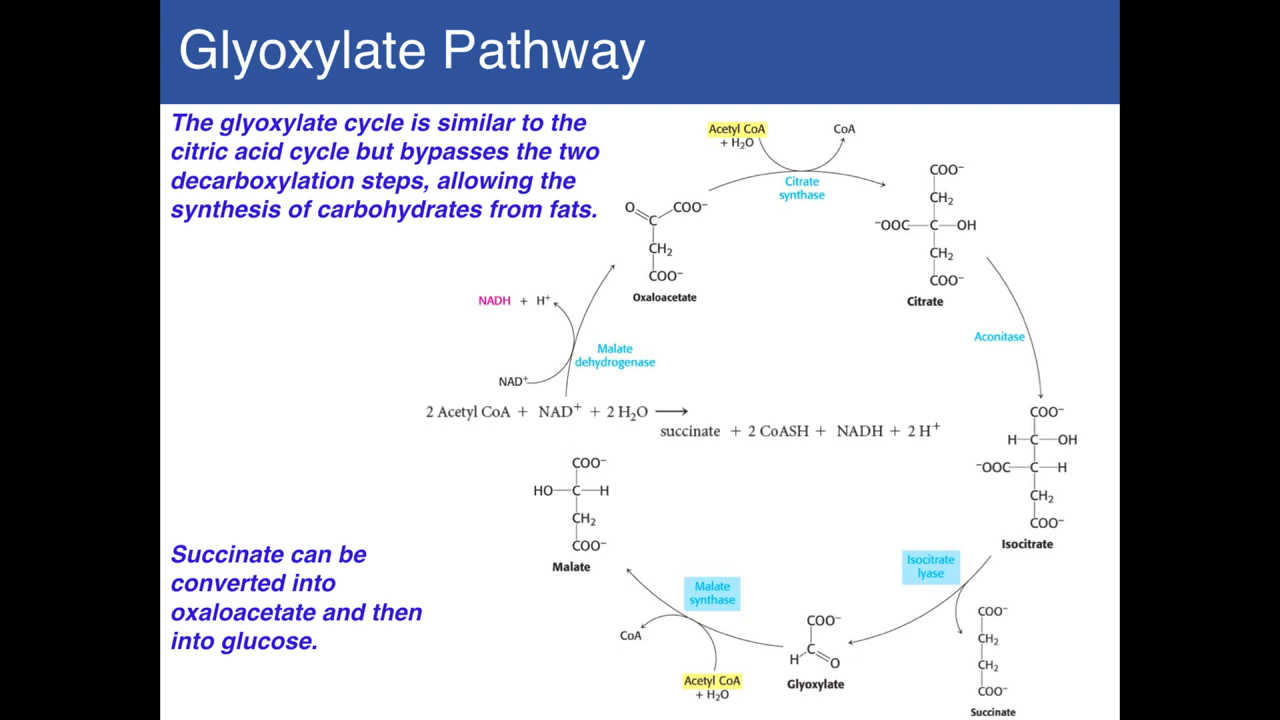 Glyoxylate Pathway
The glyoxylate cycle is similar to the
citric acid cycle but bypasses the two
decarboxylation steps, allowing the
synthesis of carbohydrates from fats.
Acetyl CoA
+ H₂O
CoA
Citrate
synthase
COO⁻
CH₂
⁻OOC—C—OH
CH₂
COO⁻
Citrate
O COO⁻
C
CH₂
COO⁻
Oxaloacetate
NADH + H⁺
NAD⁺
Malate
dehydrogenase
Aconitase
2 Acetyl CoA + NAD⁺ + 2 H₂O ⟶
succinate + 2 CoASH + NADH + 2 H⁺
COO⁻
H—C—OH
⁻OOC—C—H
CH₂
COO⁻
Isocitrate
COO⁻
HO—C—H
CH₂
COO⁻
Malate
Succinate can be
converted into
oxaloacetate and then
into glucose.
Isocitrate
lyase
Malate
synthase
CoA
Acetyl CoA
+ H₂O
COO⁻
C
H O
Glyoxylate
COO⁻
CH₂
CH₂
COO⁻
Succinate